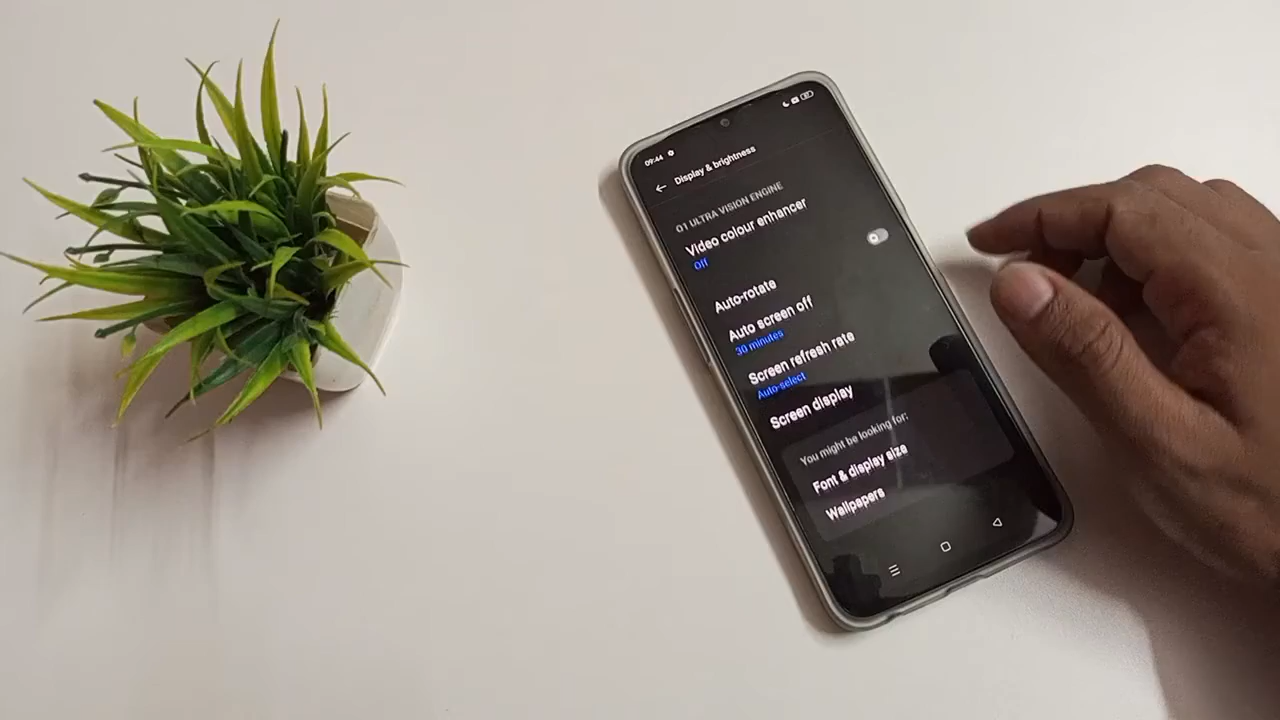 09:44
Display & brightness
O1 ULTRA VISION ENGINE
Video colour enhancer
Off
Auto-rotate
Auto screen off
30 minutes
Screen refresh rate
Auto-select
Screen display
You might be looking for:
Font & display size
Wallpapers